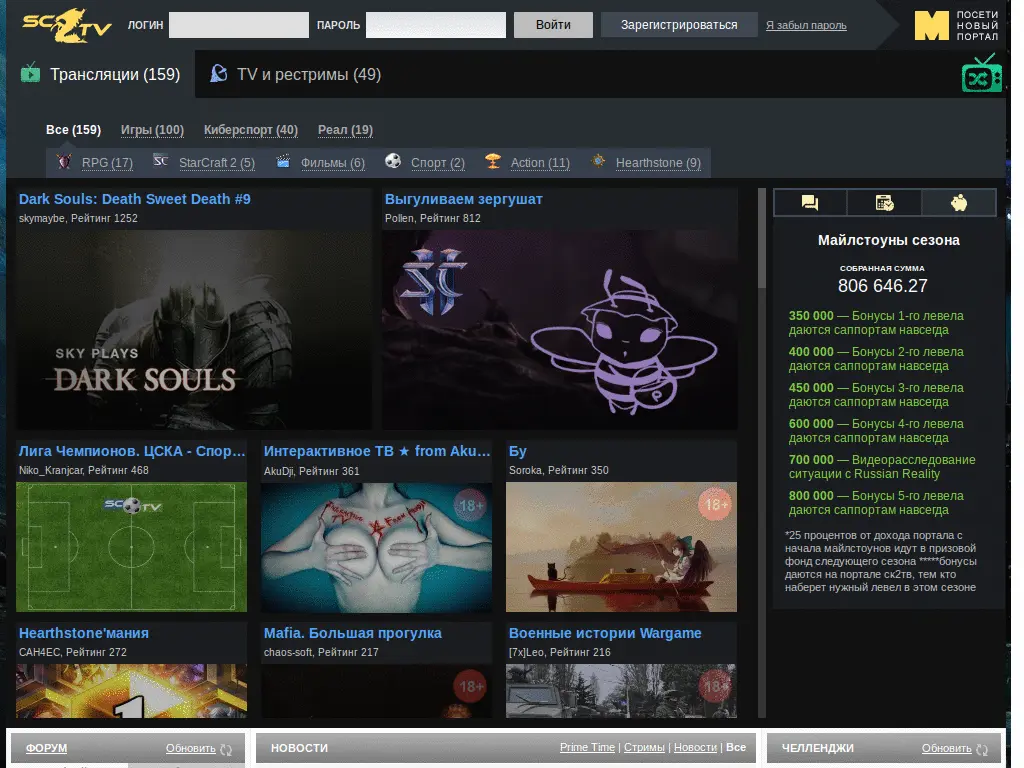 SC2TV
ЛОГИН
ПАРОЛЬ
Войти
Зарегистрироваться
Я забыл пароль
ПОСЕТИ
НОВЫЙ
ПОРТАЛ
Трансляции (159)
TV и рестримы (49)
Все (159) Игры (100) Киберспорт (40) Реал (19)
RPG (17) StarCraft 2 (5) Фильмы (6) Спорт (2) Action (11) Hearthstone (9)
Dark Souls: Death Sweet Death #9
skymaybe, Рейтинг 1252
SKY PLAYS
DARK SOULS
Выгуливаем зергушат
Pollen, Рейтинг 812
Лига Чемпионов. ЦСКА - Спор...
Niko_Kranjcar, Рейтинг 468
Интерактивное ТВ ★ from Aku...
AkuDji, Рейтинг 361
18+
Бу
Soroka, Рейтинг 350
18+
Hearthstone'мания
CAH4EC, Рейтинг 272
1
Mafia. Большая прогулка
chaos-soft, Рейтинг 217
18+
Военные истории Wargame
[7x]Leo, Рейтинг 216
18+
Майлстоуны сезона
СОБРАННАЯ СУММА
806 646.27
350 000 — Бонусы 1-го левела
даются саппортам навсегда
400 000 — Бонусы 2-го левела
даются саппортам навсегда
450 000 — Бонусы 3-го левела
даются саппортам навсегда
600 000 — Бонусы 4-го левела
даются саппортам навсегда
700 000 — Видеорасследование
ситуации с Russian Reality
800 000 — Бонусы 5-го левела
даются саппортам навсегда
*25 процентов от дохода портала с
начала майлстоунов идут в призовой
фонд следующего сезона *****бонусы
даются на портале ск2тв, тем кто
наберет нужный левел в этом сезоне
ФОРУМ
Обновить
НОВОСТИ
Prime Time | Стримы | Новости | Все
ЧЕЛЛЕНДЖИ
Обновить